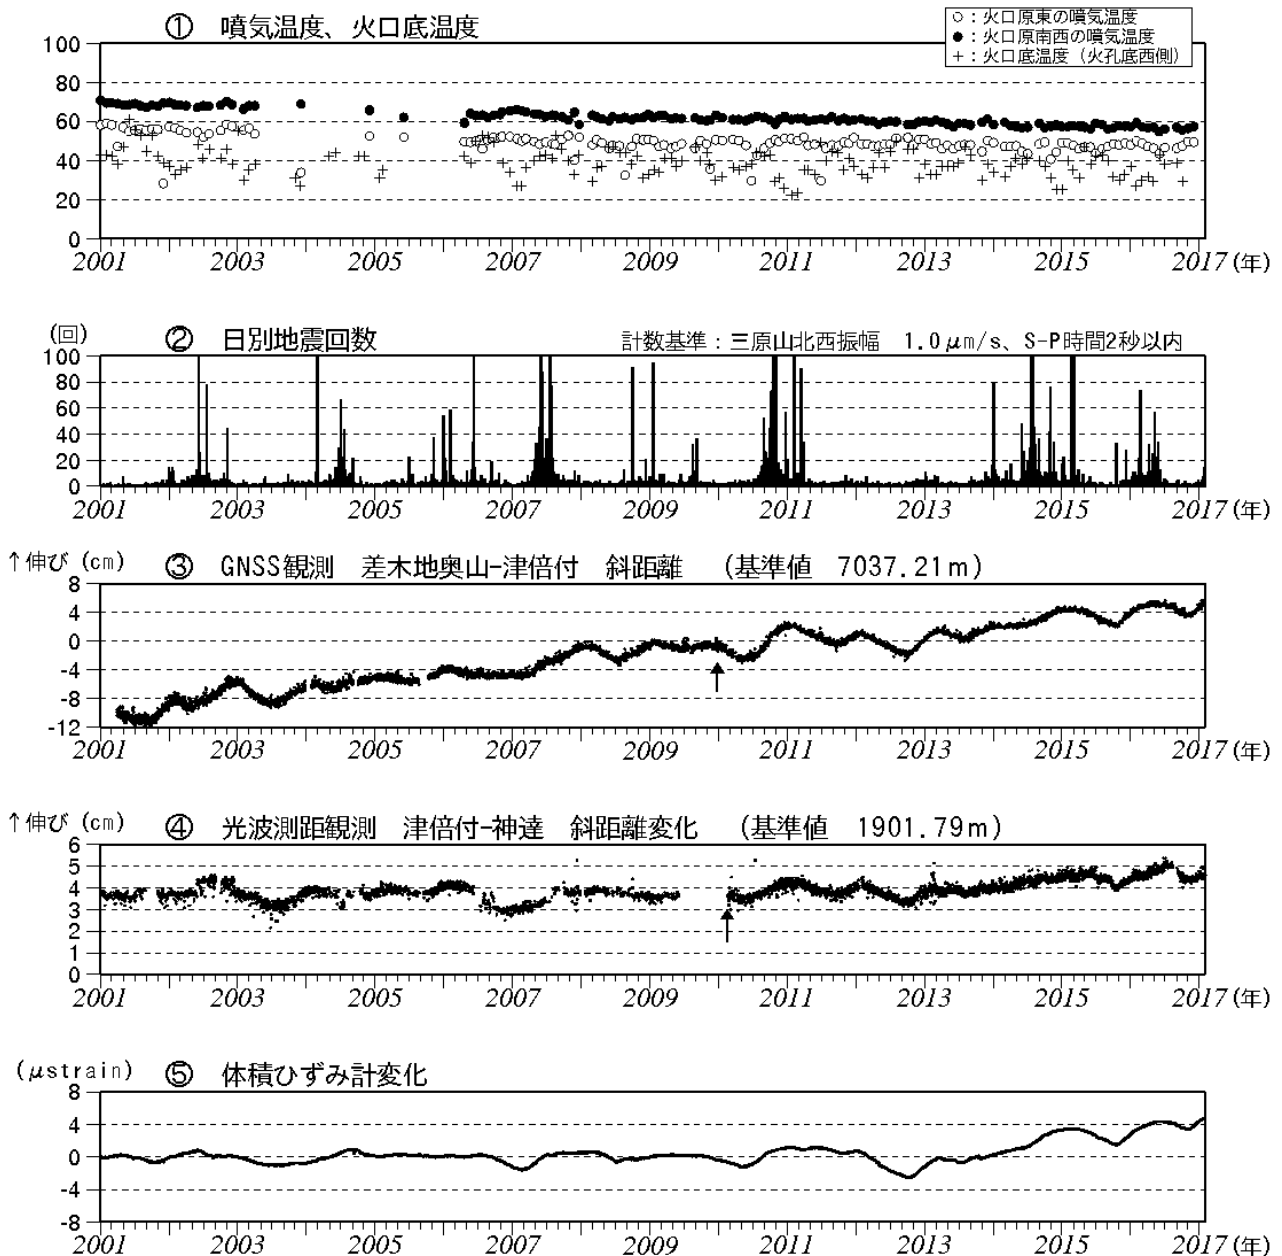 ① 噴気温度、火口底温度
○：火口原東の噴気温度
●：火口原南西の噴気温度
+：火口底温度（火孔底西側）
100
80
60
40
20
0
2001 2003 2005 2007 2009 2011 2013 2015 2017 (年)
(回) ② 日別地震回数 計数基準：三原山北西振幅 1.0μm/s、S-P時間2秒以内
100
80
60
40
20
0
2001 2003 2005 2007 2009 2011 2013 2015 2017 (年)
↑伸び (cm) ③ GNSS観測 差木地奥山-津倍付 斜距離 (基準値 7037.21m)
8
4
0
-4
-8
-12
2001 2003 2005 2007 2009 2011 2013 2015 2017 (年)
↑伸び (cm) ④ 光波測距観測 津倍付-神達 斜距離変化 (基準値 1901.79m)
6
5
4
3
2
1
0
2001 2003 2005 2007 2009 2011 2013 2015 2017 (年)
(μstrain) ⑤ 体積ひずみ計変化
8
4
0
-4
-8
2001 2003 2005 2007 2009 2011 2013 2015 2017 (年)